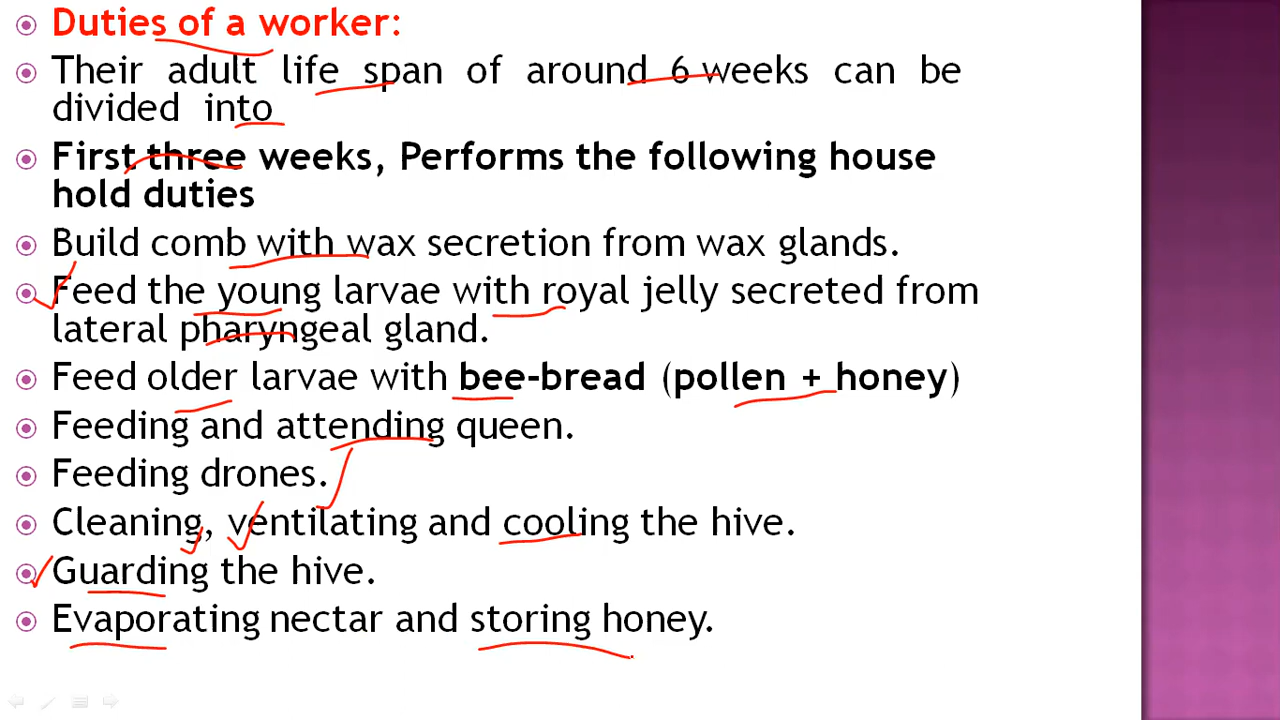 Duties of a worker:
Their adult life span of around 6 weeks can be
divided into
First three weeks, Performs the following house
hold duties
Build comb with wax secretion from wax glands.
Feed the young larvae with royal jelly secreted from
lateral pharyngeal gland.
Feed older larvae with bee-bread (pollen + honey)
Feeding and attending queen.
Feeding drones.
Cleaning, ventilating and cooling the hive.
Guarding the hive.
Evaporating nectar and storing honey.